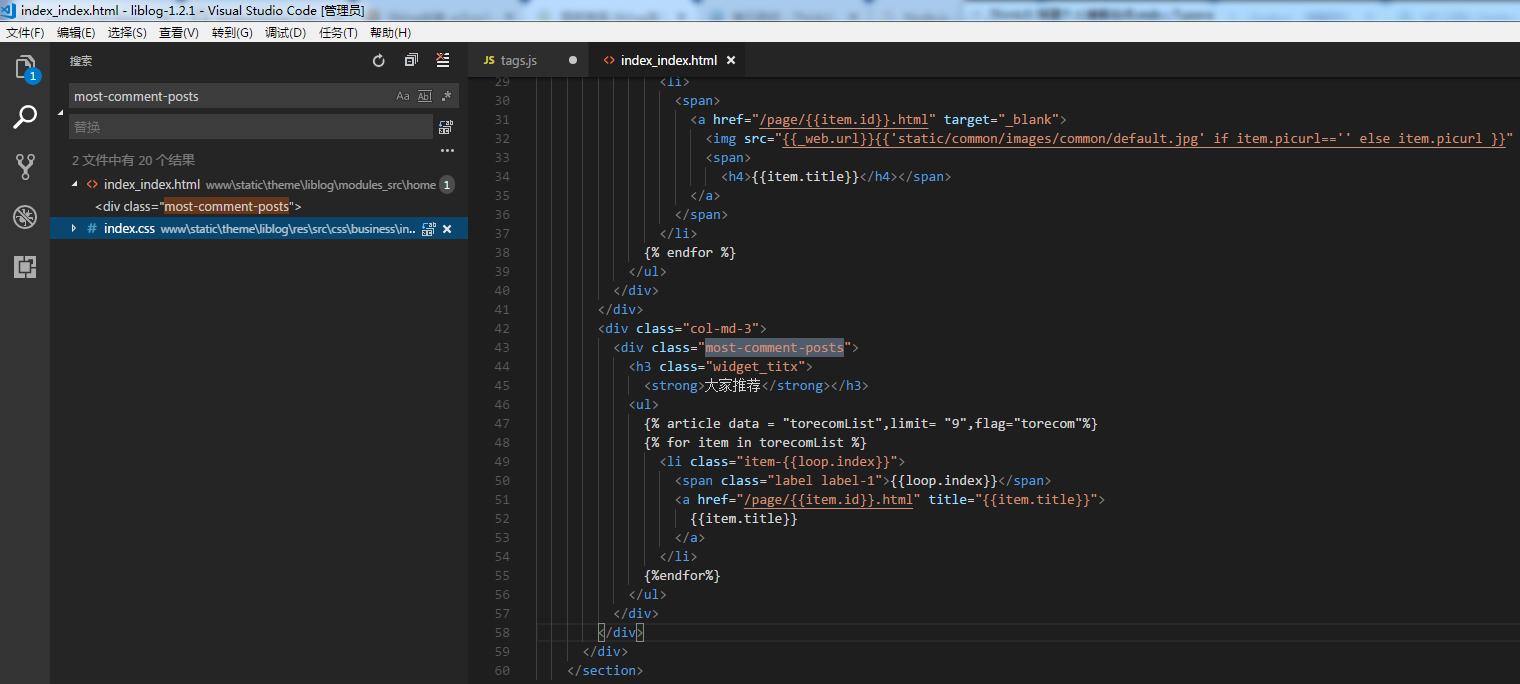 index_index.html - liblog-1.2.1 - Visual Studio Code [管理员]
文件(F) 编辑(E) 选择(S) 查看(V) 转到(G) 调试(D) 任务(T) 帮助(H)
搜索
JS tags.js
<> index_index.html
1
most-comment-posts Aa Abl .*
替换
2 文件中有 20 个结果
<> index_index.html www\static\theme\liblog\modules_src\home 1
<div class="most-comment-posts">
# index.css www\static\theme\liblog\res\src\css\business\in..
29 <li>
30 <span>
31 <a href="/page/{{item.id}}.html" target="_blank">
32 <img src="{{_web.url}}{{'static/common/images/common/default.jpg' if item.picurl=='' else item.picurl }}"
33 <span>
34 <h4>{{item.title}}</h4></span>
35 </a>
36 </span>
37 </li>
38 {% endfor %}
39 </ul>
40 </div>
41 </div>
42 <div class="col-md-3">
43 <div class="most-comment-posts">
44 <h3 class="widget_titx">
45 <strong>大家推荐</strong></h3>
46 <ul>
47 {% article data = "torecomList",limit= "9",flag="torecom"%}
48 {% for item in torecomList %}
49 <li class="item-{{loop.index}}">
50 <span class="label label-1">{{loop.index}}</span>
51 <a href="/page/{{item.id}}.html" title="{{item.title}}">
52 {{item.title}}
53 </a>
54 </li>
55 {%endfor%}
56 </ul>
57 </div>
58 </div>
59 </div>
60 </section>